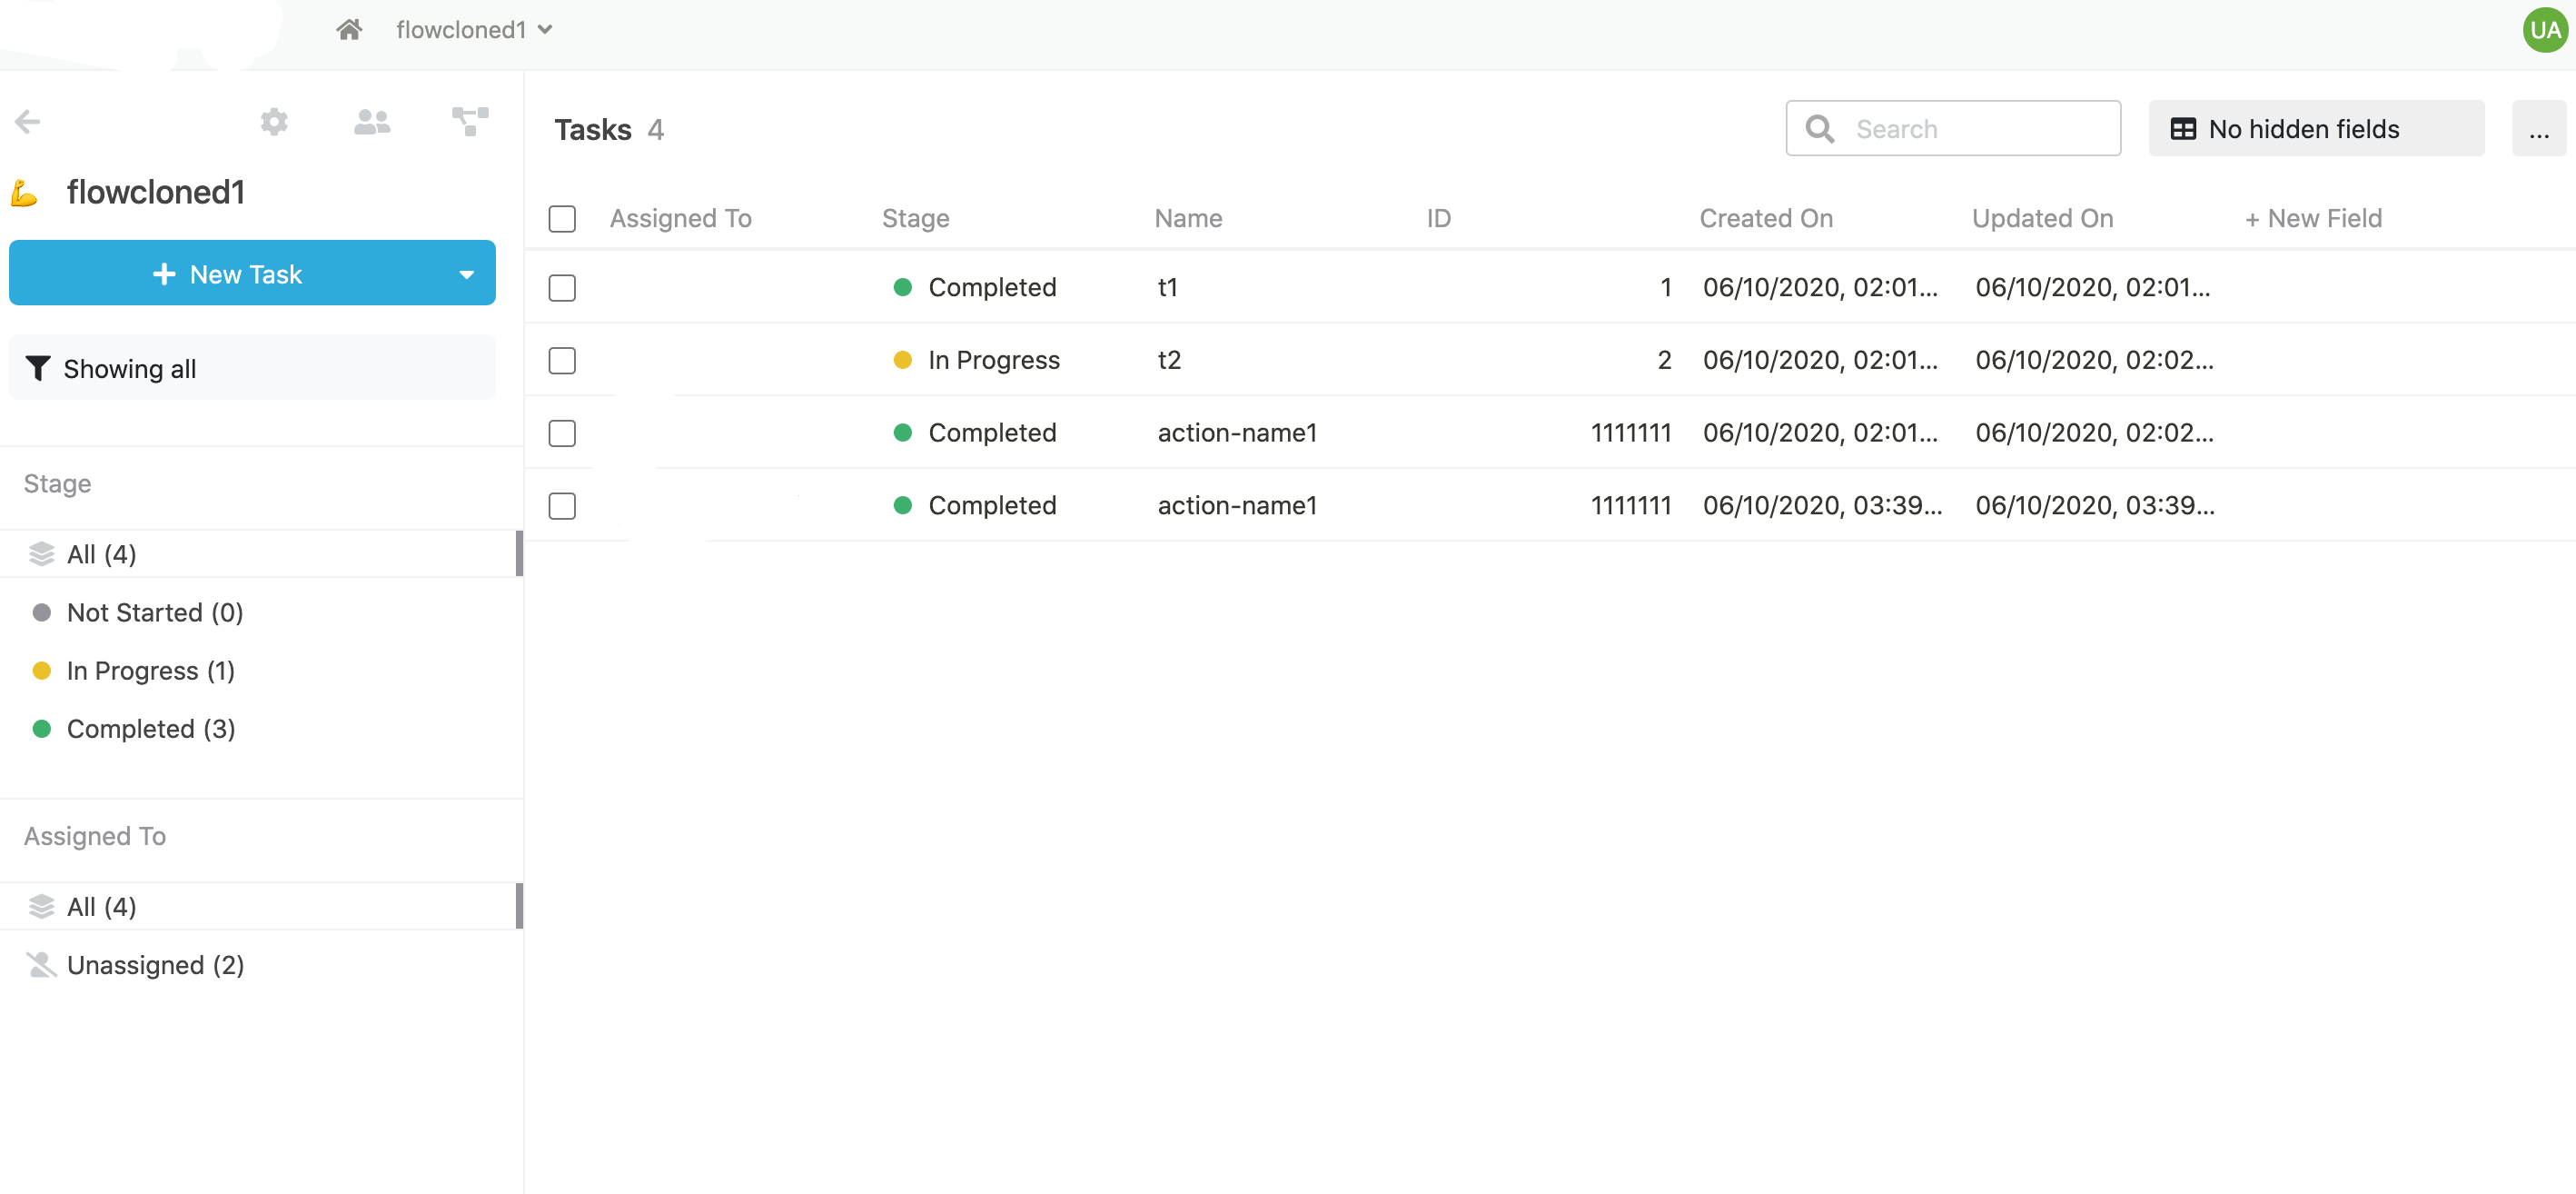 flowcloned1
UA
flowcloned1
New Task
Showing all
Stage
All (4)
Not Started (0)
In Progress (1)
Completed (3)
Assigned To
All (4)
Unassigned (2)
Tasks 4
Search
No hidden fields
...
Assigned To Stage Name ID Created On Updated On + New Field
Completed t1 1 06/10/2020, 02:01... 06/10/2020, 02:01...
In Progress t2 2 06/10/2020, 02:01... 06/10/2020, 02:02...
Completed action-name1 1111111 06/10/2020, 02:01... 06/10/2020, 02:02...
Completed action-name1 1111111 06/10/2020, 03:39... 06/10/2020, 03:39...